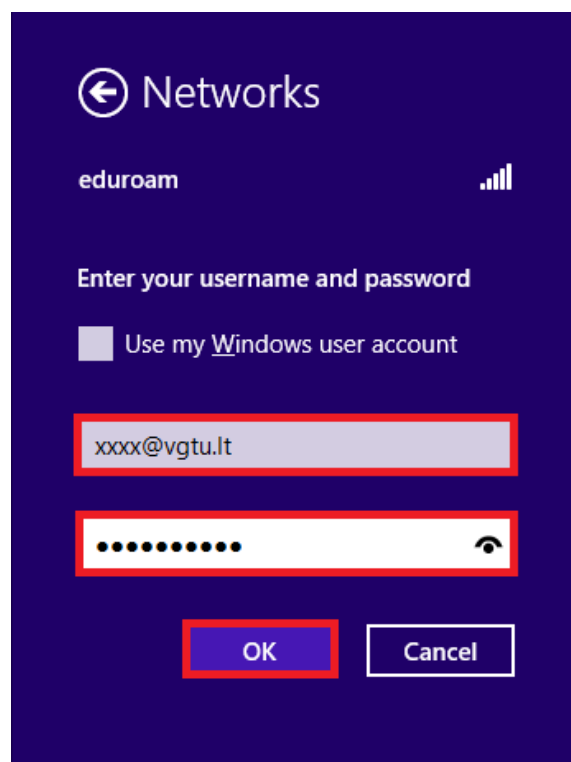 Networks
eduroam
Enter your username and password
Use my Windows user account
xxxx@vgtu.lt
••••••••••
OK
Cancel